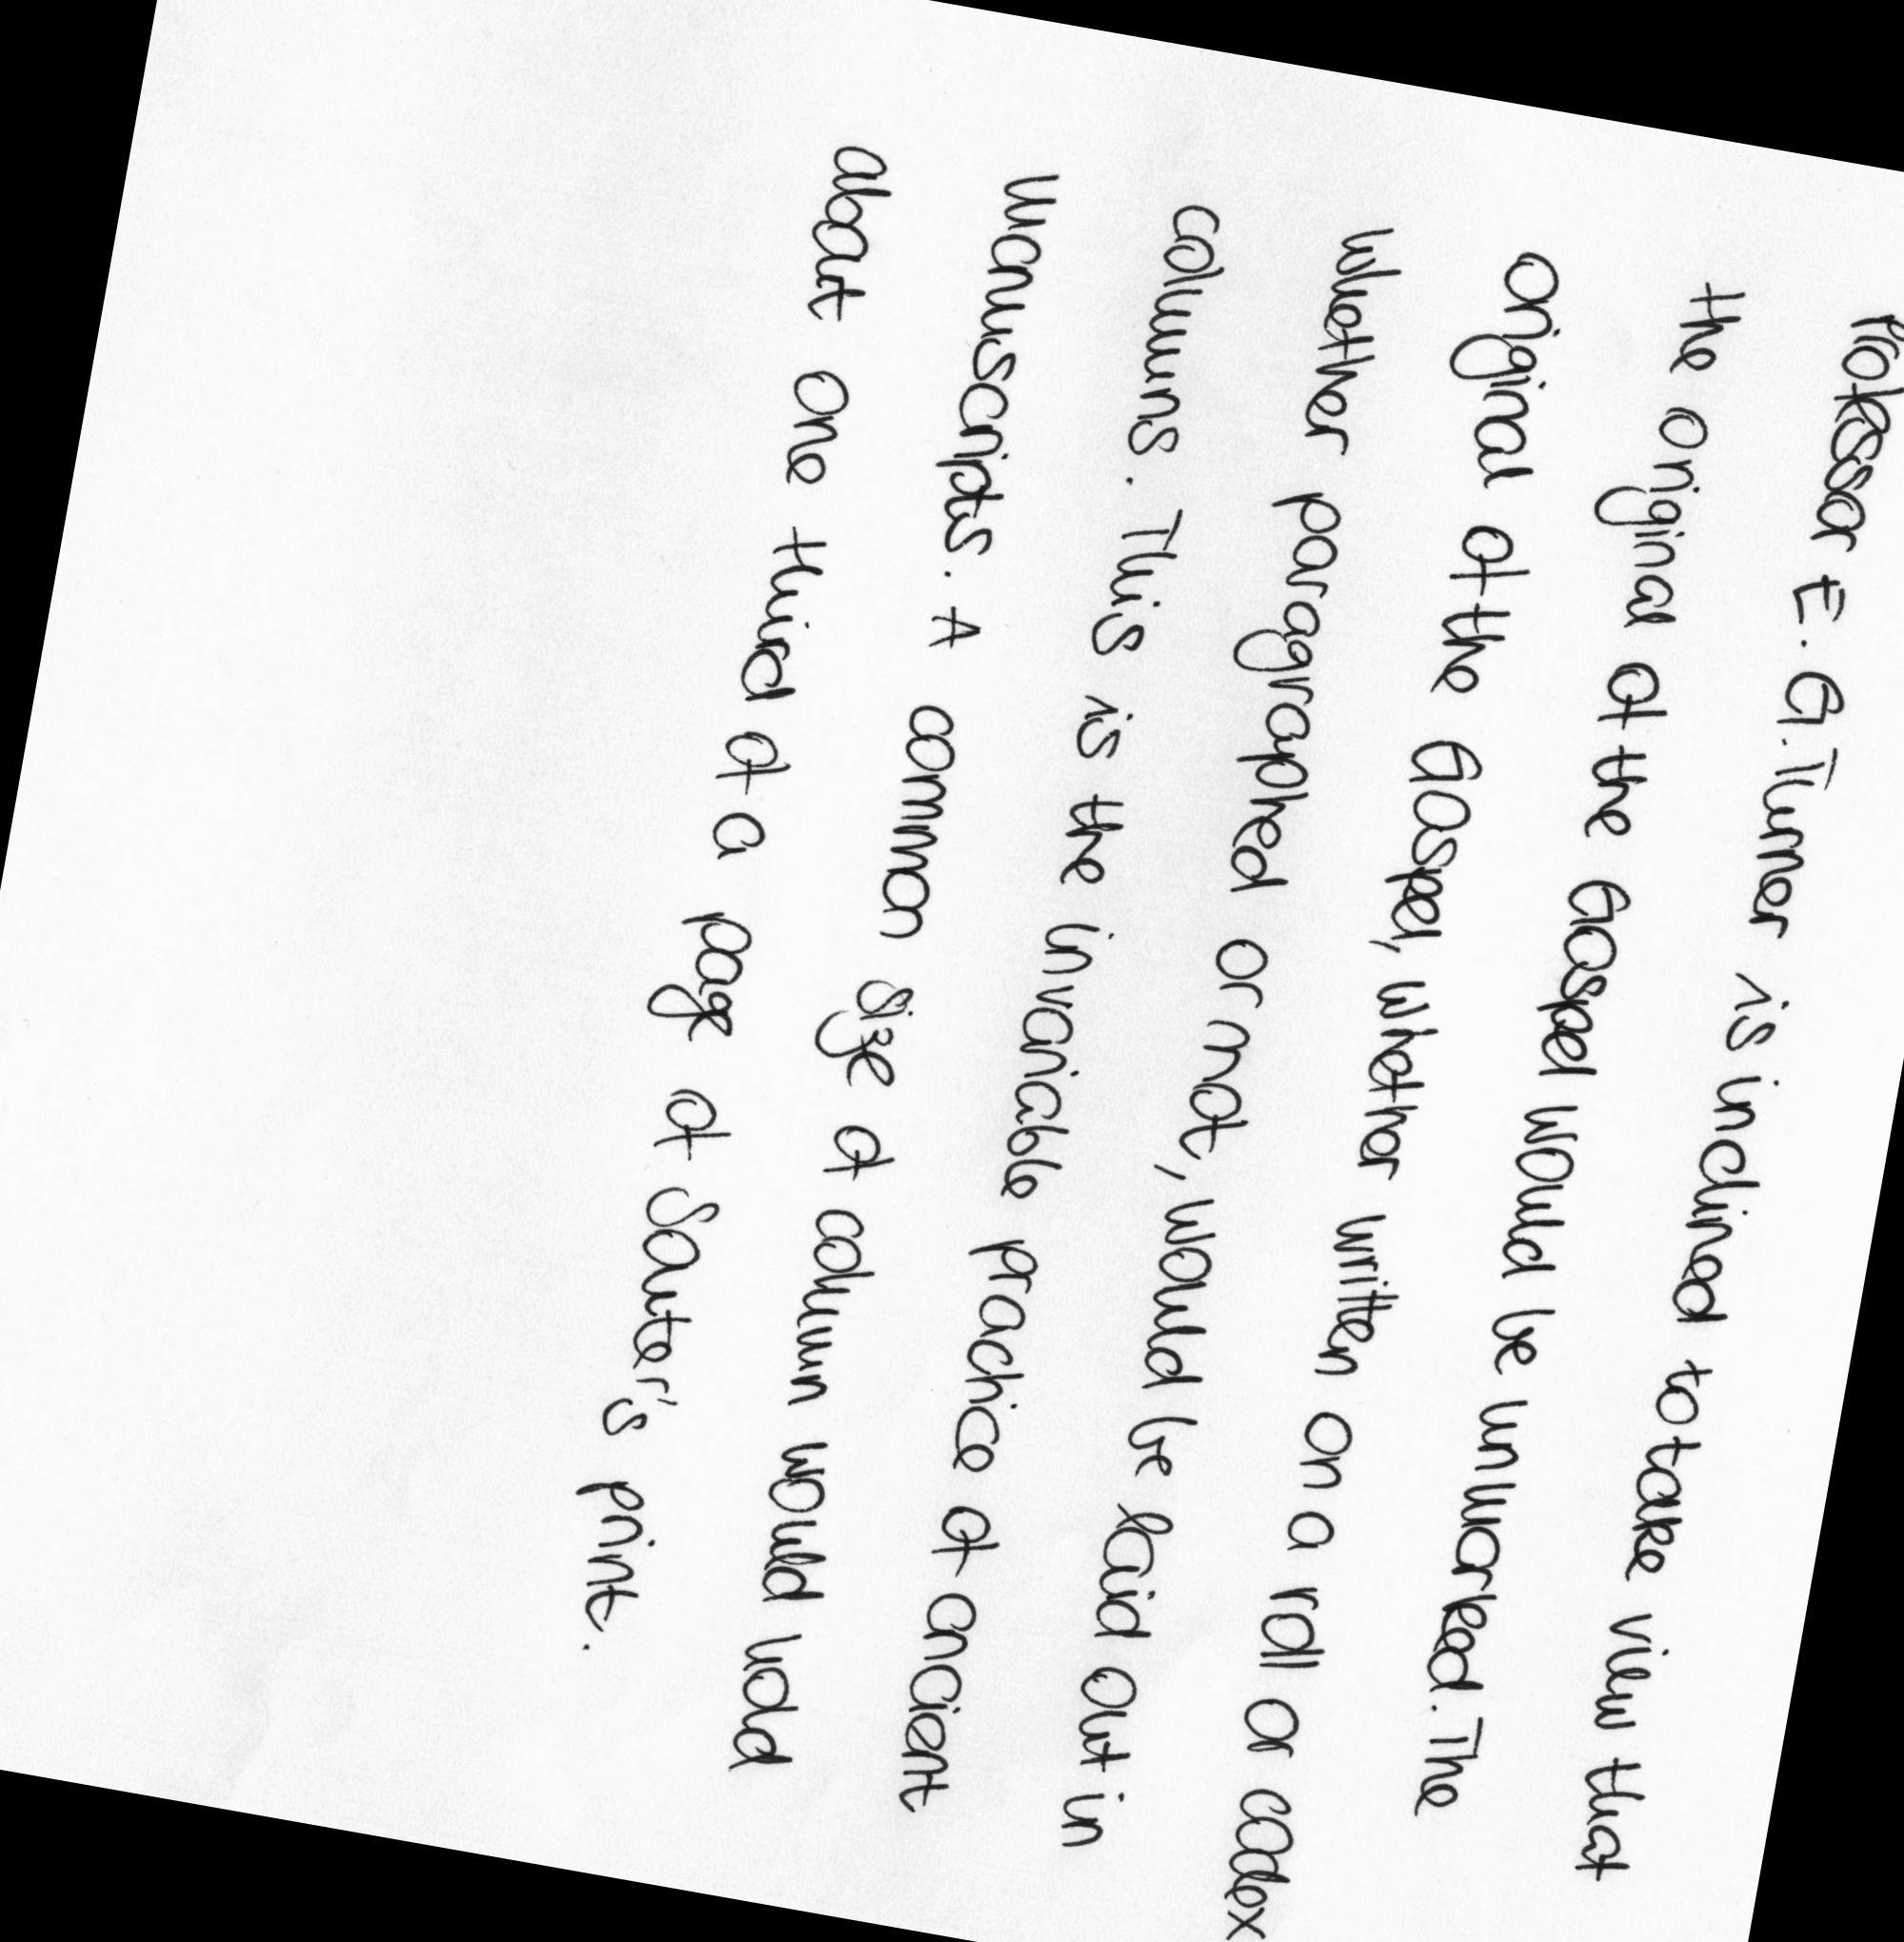 Professor E. G. Turner is inclined to take view that
the original of the Gospel would be unmarked. The
original of the Gospel, whether written on a roll or codex
whether paragraphed or not, would be laid out in
columns. This is the invariable practice of ancient
manuscripts. A common size of column would hold
about one third of a page of Souter's print.